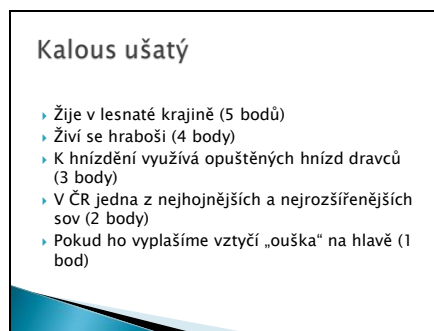 Kalous ušatý
Žije v lesnaté krajině (5 bodů)
Živí se hraboši (4 body)
K hnízdění využívá opuštěných hnízd dravců
(3 body)
V ČR jedna z nejhojnějších a nejrozšířenějších
sov (2 body)
Pokud ho vyplašíme vztyčí „ouška“ na hlavě (1
bod)